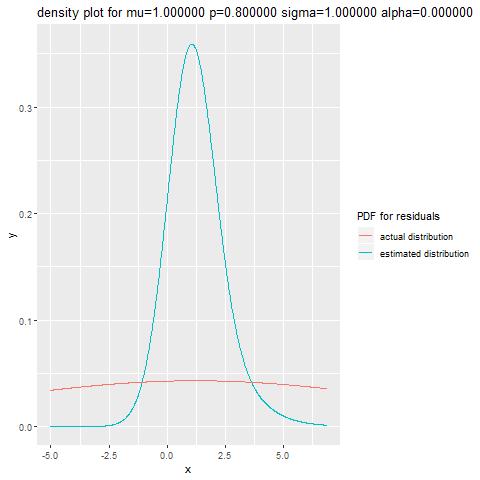 density plot for mu=1.000000 p=0.800000 sigma=1.000000 alpha=0.000000
0.3
0.2
0.1
0.0
y
-5.0 -2.5 0.0 2.5 5.0
x
PDF for residuals
actual distribution
estimated distribution